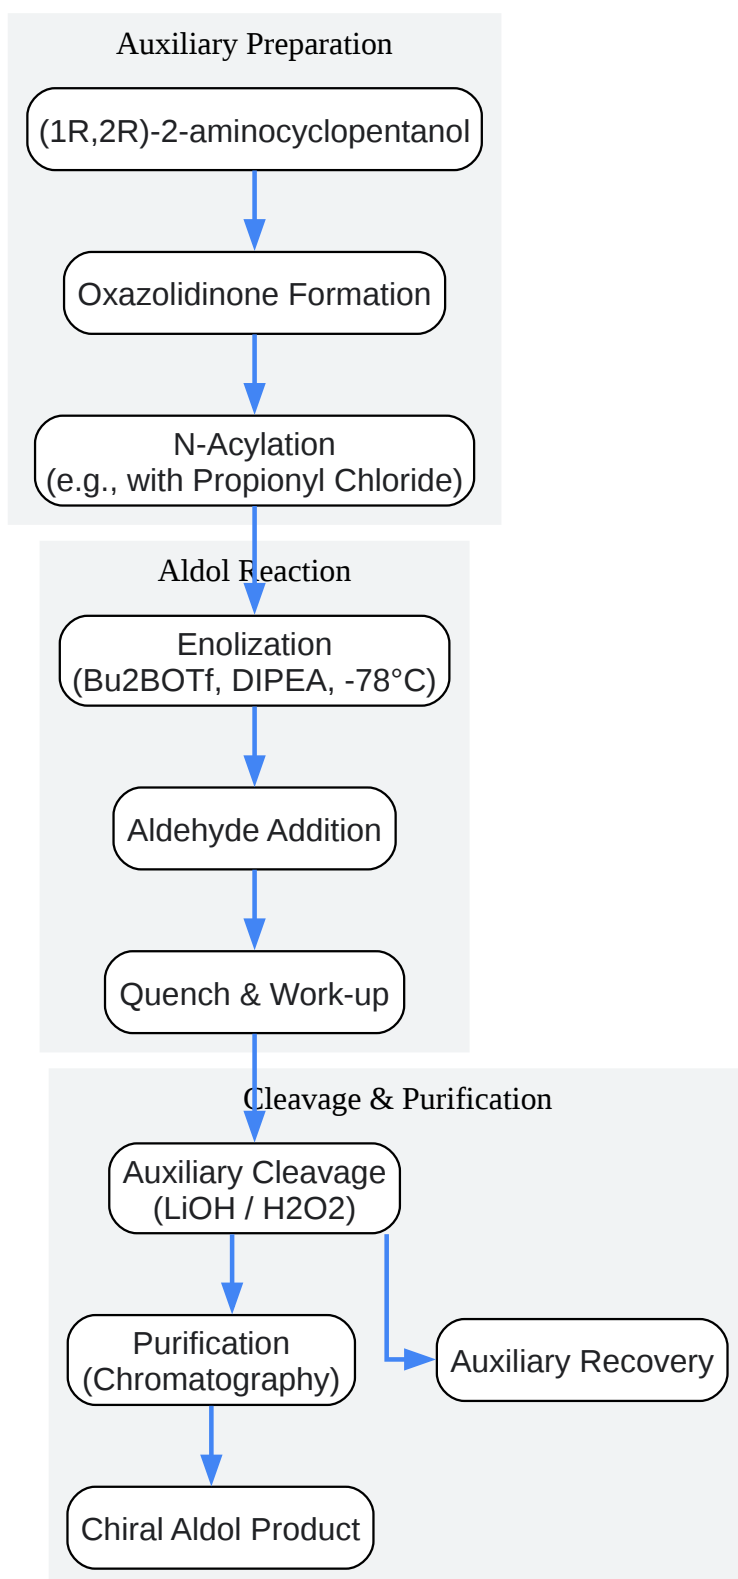 Auxiliary Preparation
(1R,2R)-2-aminocyclopentanol
Oxazolidinone Formation
N-Acylation
(e.g., with Propionyl Chloride)
Aldol Reaction
Enolization
(Bu2BOTf, DIPEA, -78°C)
Aldehyde Addition
Quench & Work-up
Cleavage & Purification
Auxiliary Cleavage
(LiOH / H2O2)
Purification
(Chromatography)
Auxiliary Recovery
Chiral Aldol Product